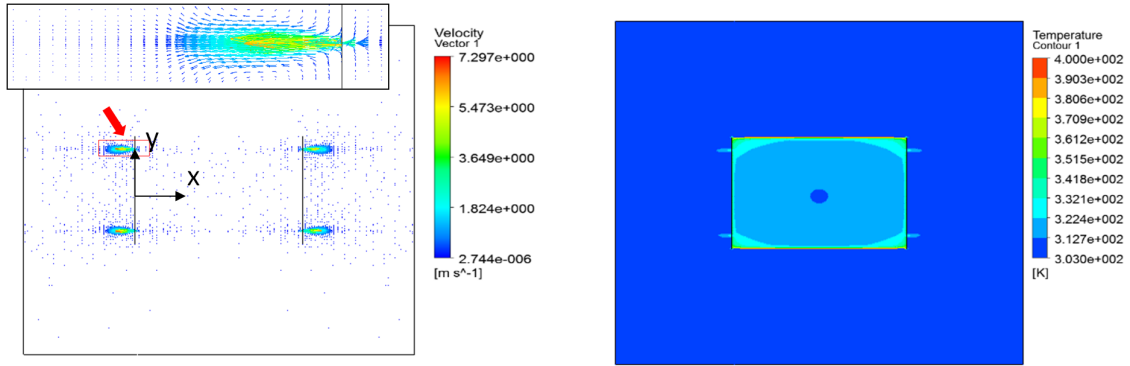 Velocity
Vector 1
7.297e+000
5.473e+000
3.649e+000
1.824e+000
2.744e-006
[m s^-1]
y
x
Temperature
Contour 1
4.000e+002
3.903e+002
3.806e+002
3.709e+002
3.612e+002
3.515e+002
3.418e+002
3.321e+002
3.224e+002
3.127e+002
3.030e+002
[K]